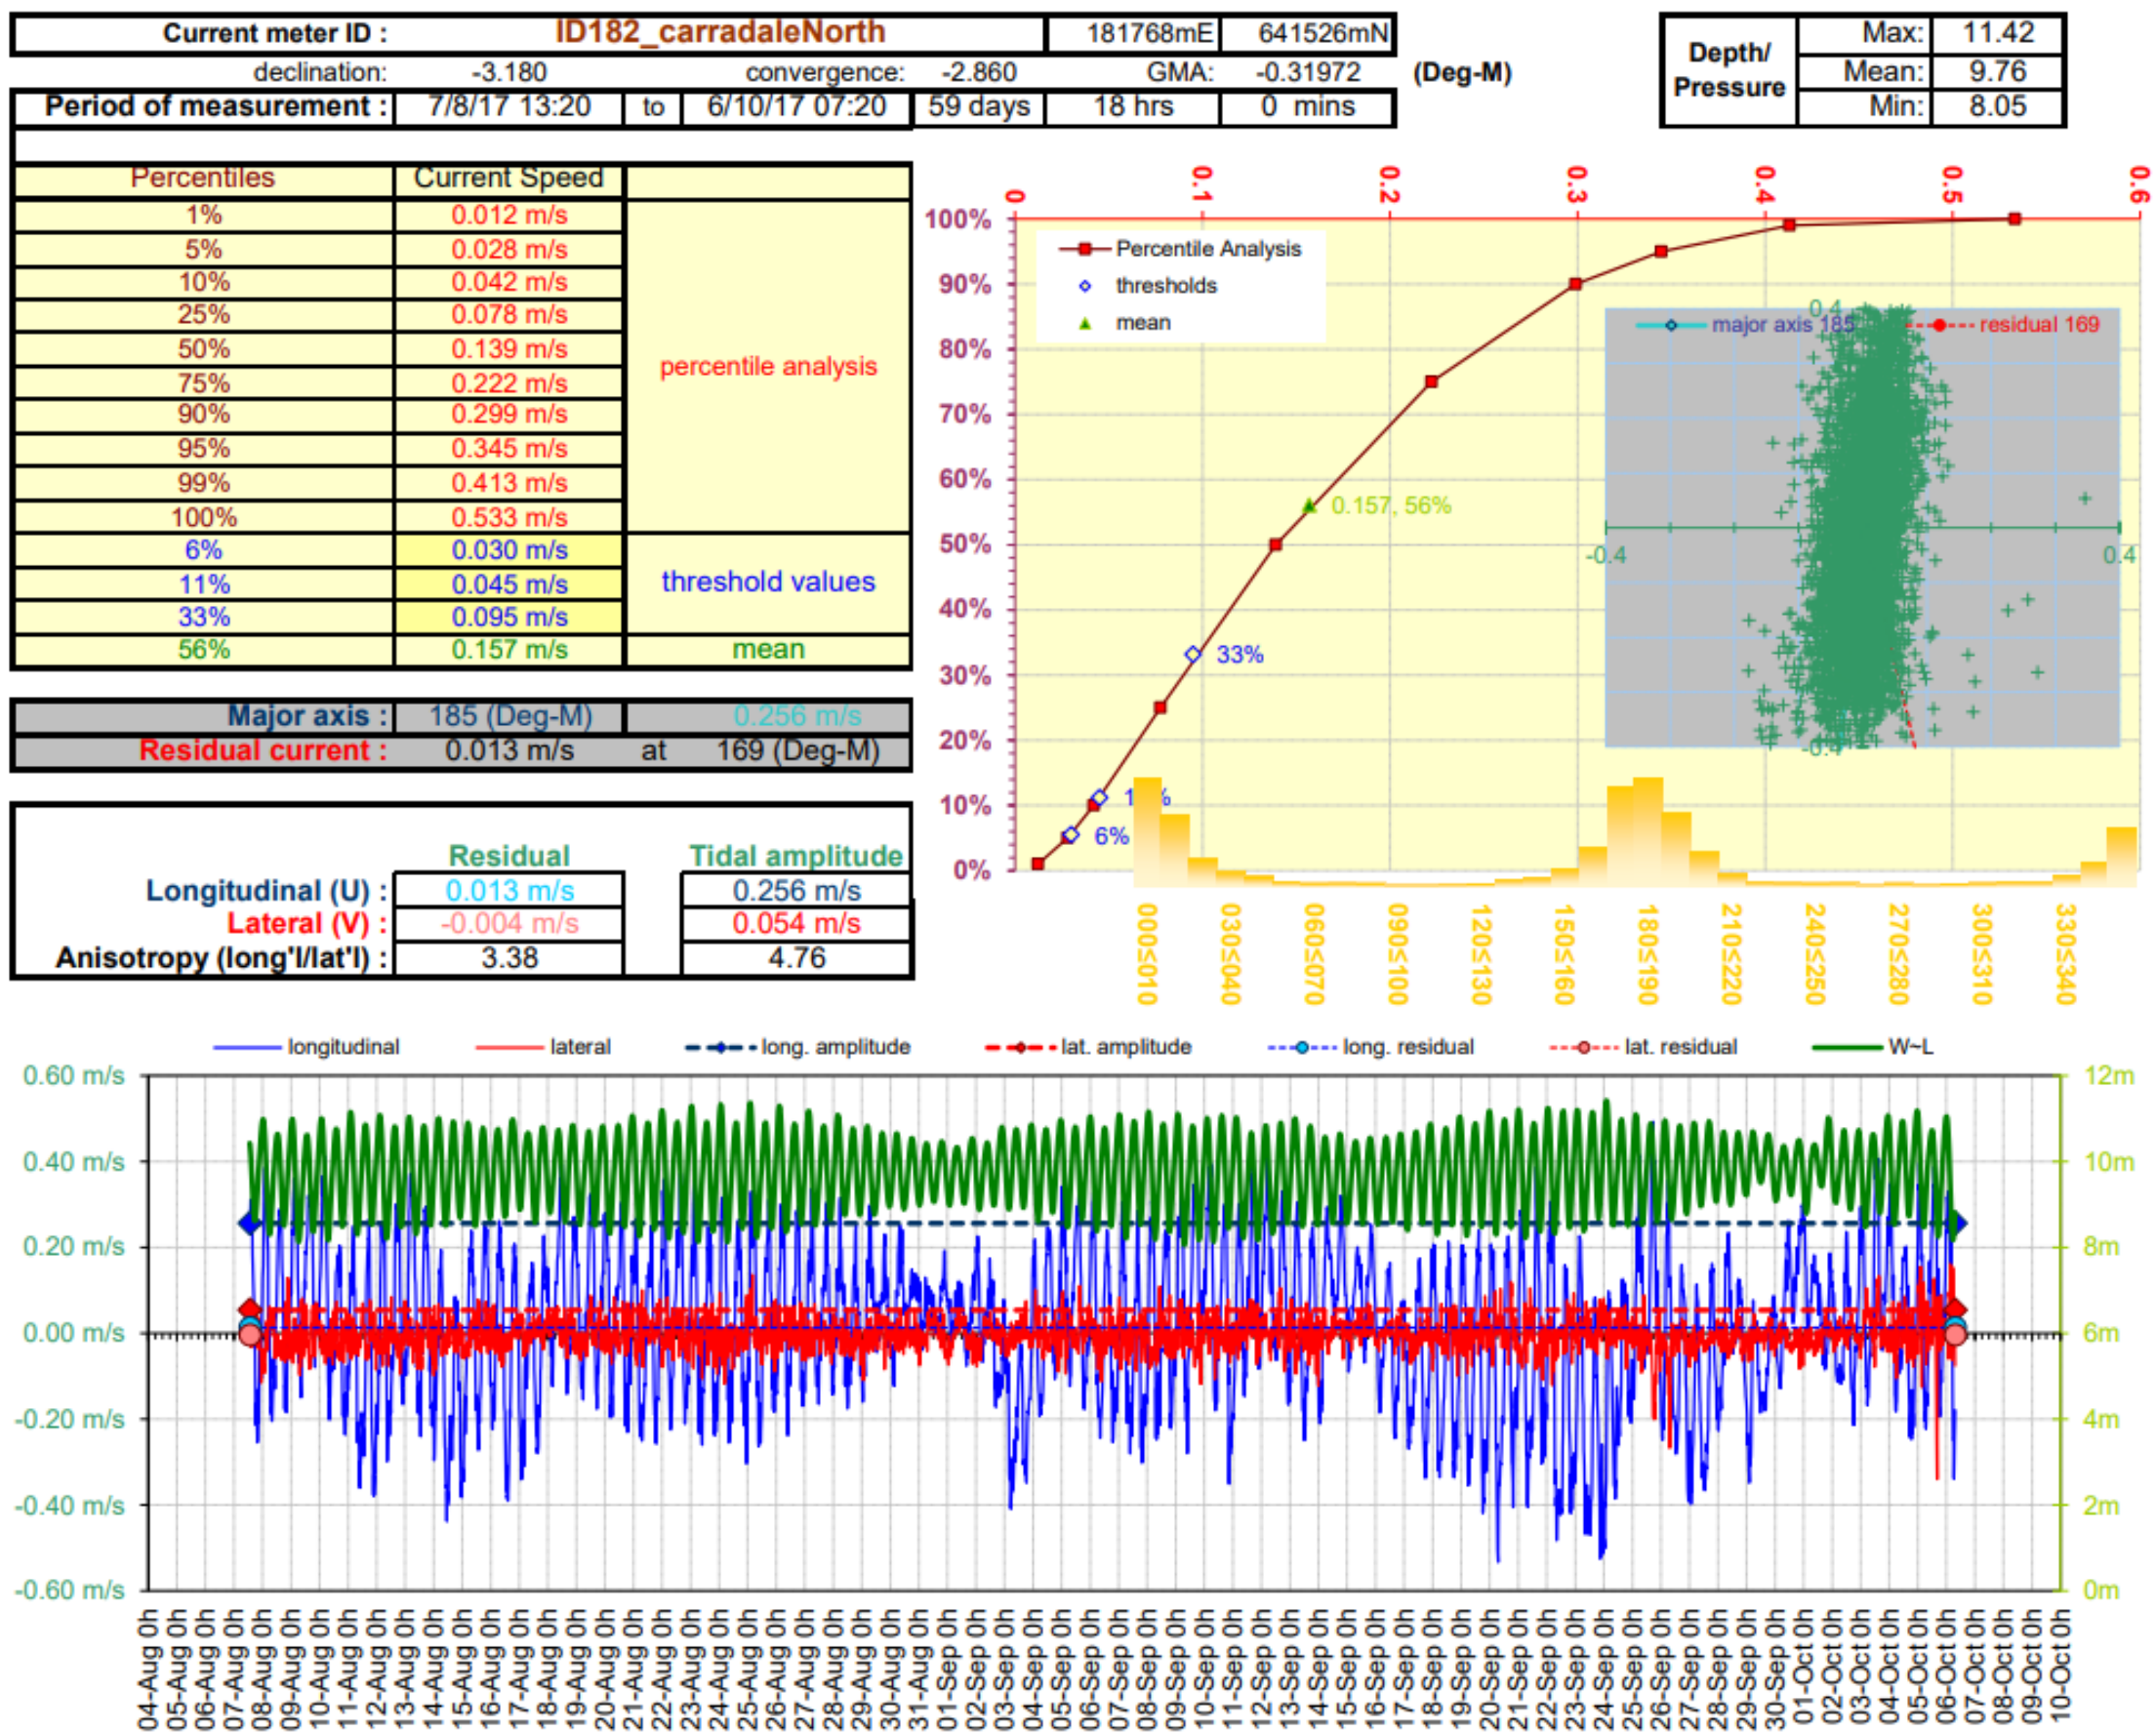 Current meter ID : ID182_carradaleNorth 181768mE 641526mN
declination: -3.180 convergence: -2.860 GMA: -0.31972 (Deg-M)
Period of measurement : 7/8/17 13:20 to 6/10/17 07:20 59 days 18 hrs 0 mins
Depth/ Pressure
Max: 11.42
Mean: 9.76
Min: 8.05
Percentiles Current Speed
1% 0.012 m/s
5% 0.028 m/s
10% 0.042 m/s
25% 0.078 m/s
50% 0.139 m/s
75% 0.222 m/s
90% 0.299 m/s
95% 0.345 m/s
99% 0.413 m/s
100% 0.533 m/s
percentile analysis
6% 0.030 m/s
11% 0.045 m/s
33% 0.095 m/s
threshold values
56% 0.157 m/s mean
Major axis : 185 (Deg-M) 0.256 m/s
Residual current : 0.013 m/s at 169 (Deg-M)
Residual Tidal amplitude
Longitudinal (U) : 0.013 m/s 0.256 m/s
Lateral (V) : -0.004 m/s 0.054 m/s
Anisotropy (long'l/lat'l) : 3.38 4.76
0 0.1 0.2 0.3 0.4 0.5 0.6
100%
90%
80%
70%
60%
50%
40%
30%
20%
10%
0%
Percentile Analysis
thresholds
mean
0.157, 56%
33%
6%
major axis 185 residual 169
0.4
-0.4 0.4
-0.4
000≤010 030≤040 060≤070 090≤100 120≤130 150≤160 180≤190 210≤220 240≤250 270≤280 300≤310 330≤340
longitudinal lateral long. amplitude lat. amplitude long. residual lat. residual W~L
0.60 m/s 12m
0.40 m/s 10m
0.20 m/s 8m
0.00 m/s 6m
-0.20 m/s 4m
-0.40 m/s 2m
-0.60 m/s 0m
04-Aug 0h
05-Aug 0h
06-Aug 0h
07-Aug 0h
08-Aug 0h
09-Aug 0h
10-Aug 0h
11-Aug 0h
12-Aug 0h
13-Aug 0h
14-Aug 0h
15-Aug 0h
16-Aug 0h
17-Aug 0h
18-Aug 0h
19-Aug 0h
20-Aug 0h
21-Aug 0h
22-Aug 0h
23-Aug 0h
24-Aug 0h
25-Aug 0h
26-Aug 0h
27-Aug 0h
28-Aug 0h
29-Aug 0h
30-Aug 0h
31-Aug 0h
01-Sep 0h
02-Sep 0h
03-Sep 0h
04-Sep 0h
05-Sep 0h
06-Sep 0h
07-Sep 0h
08-Sep 0h
09-Sep 0h
10-Sep 0h
11-Sep 0h
12-Sep 0h
13-Sep 0h
14-Sep 0h
15-Sep 0h
16-Sep 0h
17-Sep 0h
18-Sep 0h
19-Sep 0h
20-Sep 0h
21-Sep 0h
22-Sep 0h
23-Sep 0h
24-Sep 0h
25-Sep 0h
26-Sep 0h
27-Sep 0h
28-Sep 0h
29-Sep 0h
30-Sep 0h
01-Oct 0h
02-Oct 0h
03-Oct 0h
04-Oct 0h
05-Oct 0h
06-Oct 0h
07-Oct 0h
08-Oct 0h
09-Oct 0h
10-Oct 0h